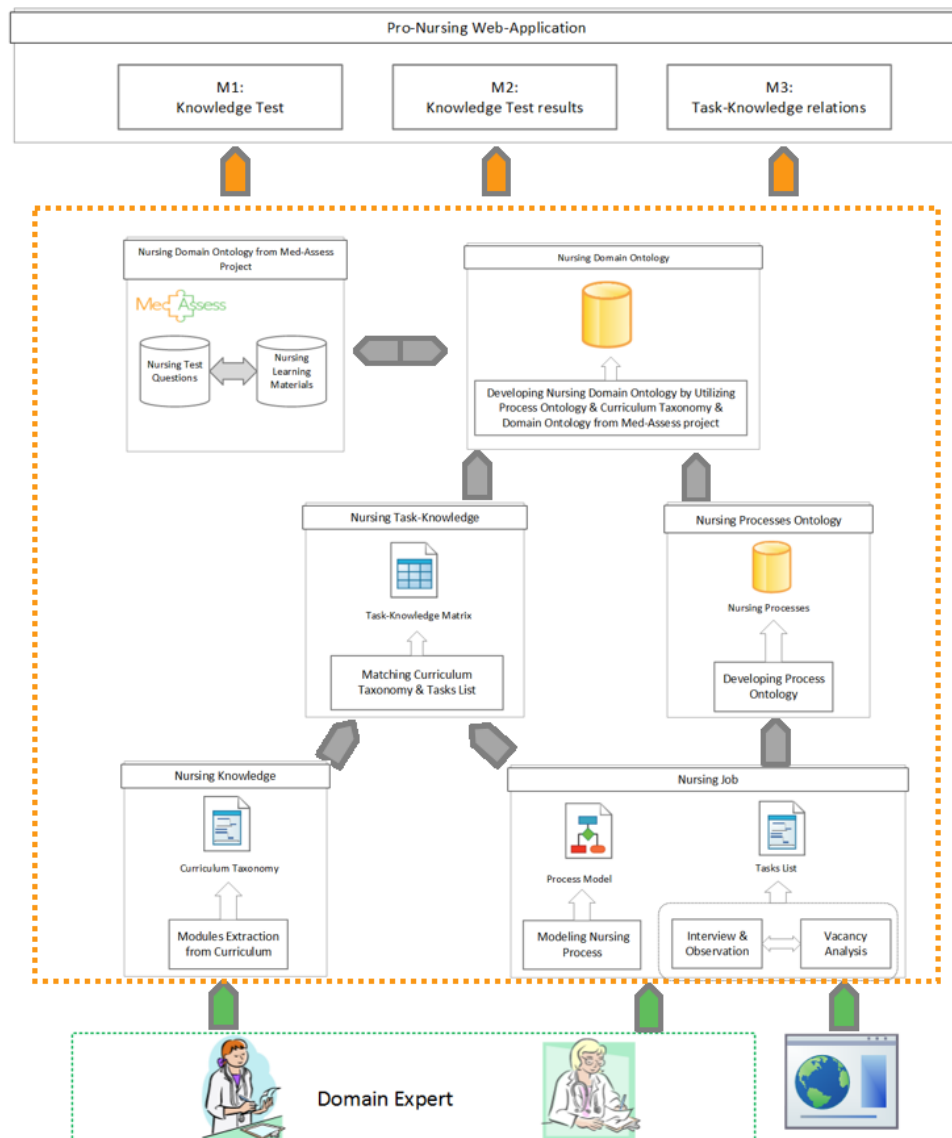 Pro-Nursing Web-Application
M1:
Knowledge Test
M2:
Knowledge Test results
M3:
Task-Knowledge relations
Nursing Domain Ontology from Med-Assess
Project
MedAssess
Nursing Test
Questions
Nursing
Learning
Materials
Nursing Domain Ontology
Developing Nursing Domain Ontology by Utilizing
Process Ontology & Curriculum Taxonomy &
Domain Ontology from Med-Assess project
Nursing Task-Knowledge
Task-Knowledge Matrix
Matching Curriculum
Taxonomy & Tasks List
Nursing Processes Ontology
Nursing Processes
Developing Process
Ontology
Nursing Knowledge
Curriculum Taxonomy
Modules Extraction
from Curriculum
Nursing Job
Process Model
Modeling Nursing
Process
Tasks List
Interview &
Observation
Vacancy
Analysis
Domain Expert